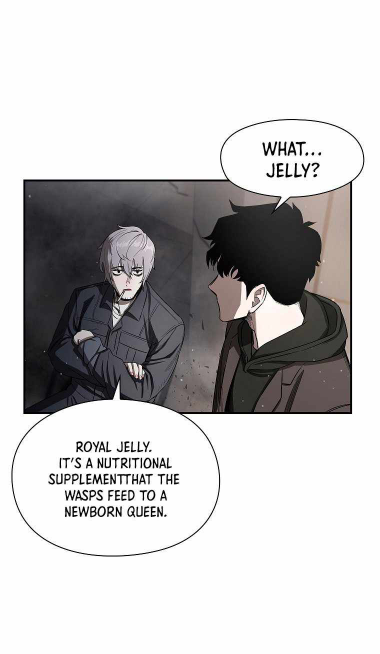 WHAT...
JELLY?
ROYAL JELLY.
IT'S A NUTRITIONAL
SUPPLEMENTTHAT THE
WASPS FEED TO A
NEWBORN QUEEN.